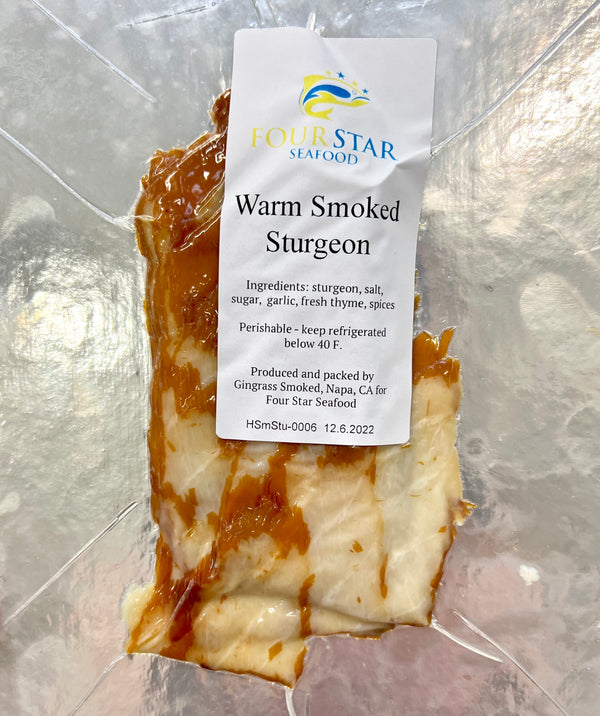 FOUR STAR
SEAFOOD
Warm Smoked
Sturgeon
Ingredients: sturgeon, salt,
sugar, garlic, fresh thyme, spices
Perishable - keep refrigerated
below 40 F.
Produced and packed by
Gingrass Smoked, Napa, CA for
Four Star Seafood
HSmStu-0006 12.6.2022